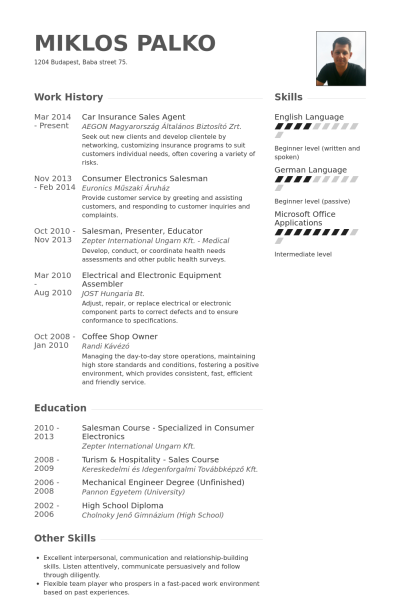 MIKLOS PALKO
1204 Budapest, Baba street 75.
Work History
Mar 2014
- Present
Car Insurance Sales Agent
AEGON Magyarország Általános Biztosító Zrt.
Seek out new clients and develop clientele by
networking, customizing insurance programs to suit
customers individual needs, often covering a variety of
risks.
Nov 2013
- Feb 2014
Consumer Electronics Salesman
Euronics Műszaki Áruház
Provide customer service by greeting and assisting
customers, and responding to customer inquiries and
complaints.
Oct 2010 -
Nov 2013
Salesman, Presenter, Educator
Zepter International Ungarn Kft. - Medical
Develop, conduct, or coordinate health needs
assessments and other public health surveys.
Mar 2010
-
Aug 2010
Electrical and Electronic Equipment
Assembler
JOST Hungaria Bt.
Adjust, repair, or replace electrical or electronic
component parts to correct defects and to ensure
conformance to specifications.
Oct 2008 -
Jan 2010
Coffee Shop Owner
Randi Kávézó
Managing the day-to-day store operations, maintaining
high store standards and conditions, fostering a positive
environment, which provides consistent, fast, efficient
and friendly service.
Education
2010 -
2013
Salesman Course - Specialized in Consumer
Electronics
Zepter International Ungarn Kft.
2008 -
2009
Turism & Hospitality - Sales Course
Kereskedelmi és Idegenforgalmi Továbbképző Kft.
2006 -
2008
Mechanical Engineer Degree (Unfinished)
Pannon Egyetem (University)
2002 -
2006
High School Diploma
Cholnoky Jenő Gimnázium (High School)
Other Skills
• Excellent interpersonal, communication and relationship-building
skills. Listen attentively, communicate persuasively and follow
through diligently.
• Flexible team player who prospers in a fast-paced work environment
based on past experiences.
Skills
English Language
Beginner level (written and
spoken)
German Language
Beginner level (passive)
Microsoft Office
Applications
Intermediate level